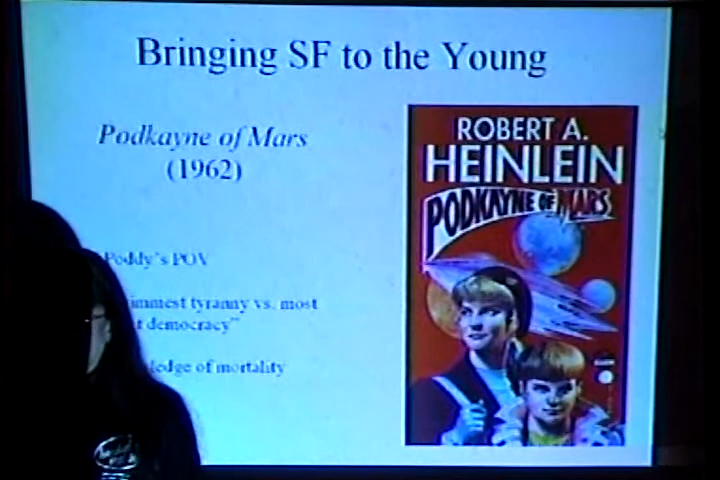 Bringing SF to the Young
Podkayne of Mars
(1962)
Poddy's POV
immest tyranny vs. most
t democracy"
ledge of mortality
ROBERT A.
HEINLEIN
PODKAYNE OF MARS